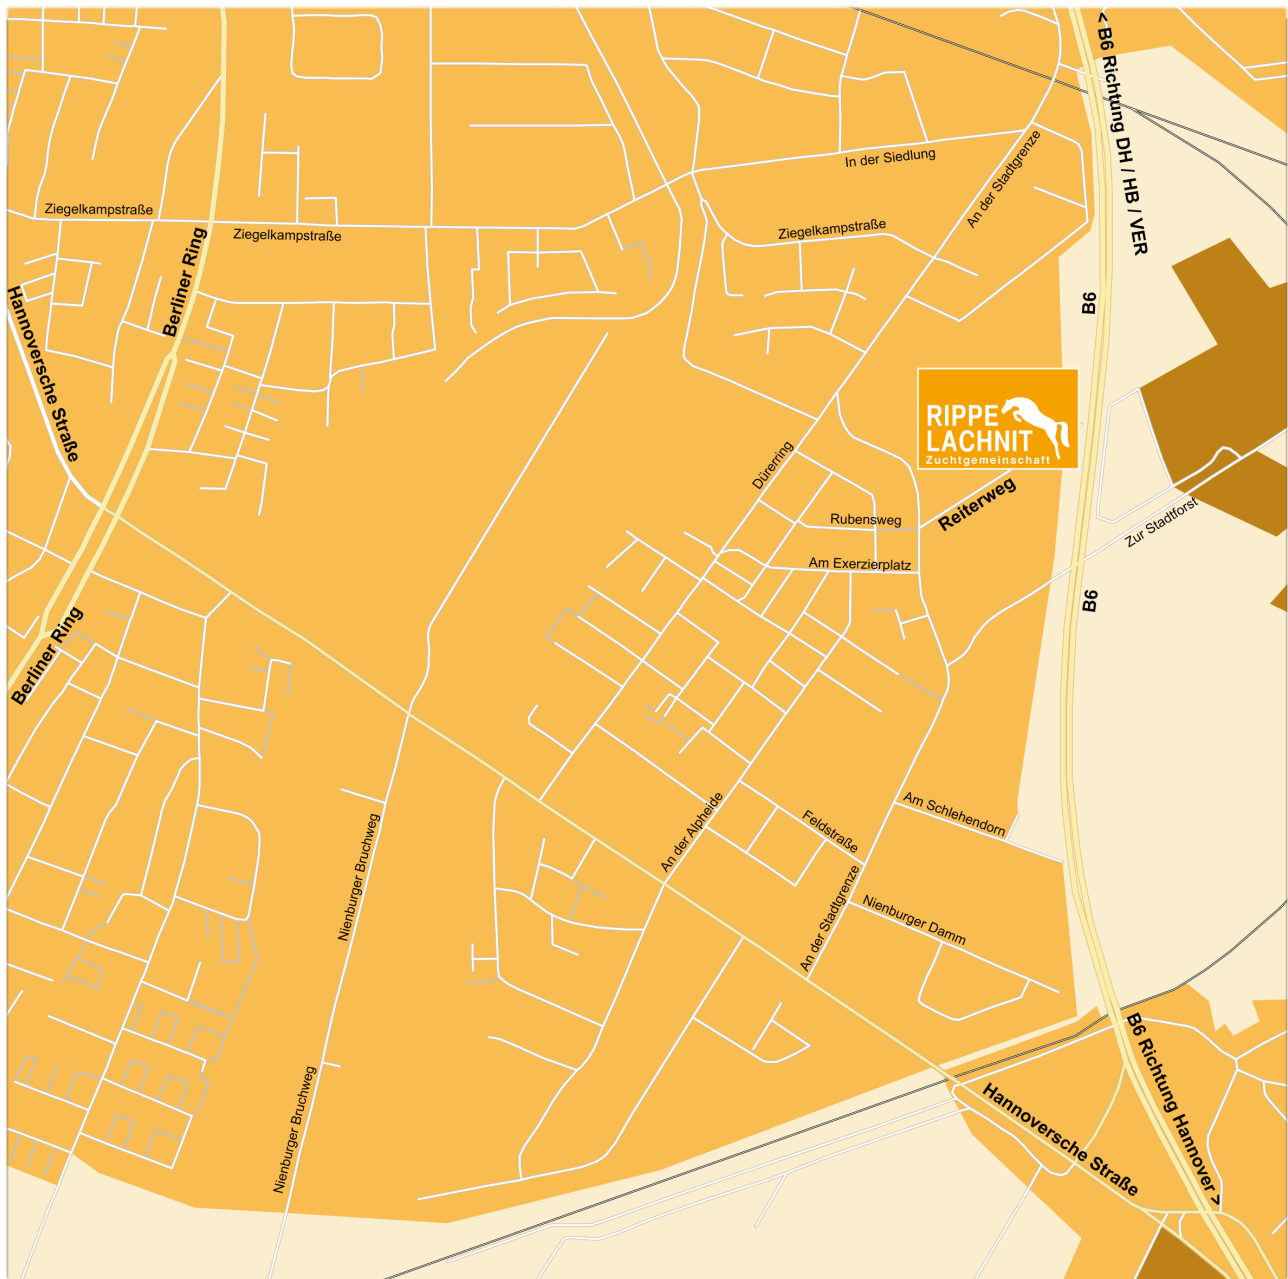 < B6 Richtung DH / HB / VER
In der Siedlung
An der Stadtgrenze
Ziegelkampstraße
Ziegelkampstraße
Ziegelkampstraße
Berliner Ring
Hannoversche Straße
B6
RIPPE
LACHNIT
Zuchtgemeinschaft
Dürerring
Rubensweg
Reiterweg
Zur Stadtforst
Am Exerzierplatz
B6
Berliner Ring
Am Schlehendorn
Feldstraße
An der Alpheide
Nienburger Bruchweg
An der Stadtgrenze
Nienburger Damm
B6 Richtung Hannover >
Hannoversche Straße
Nienburger Bruchweg